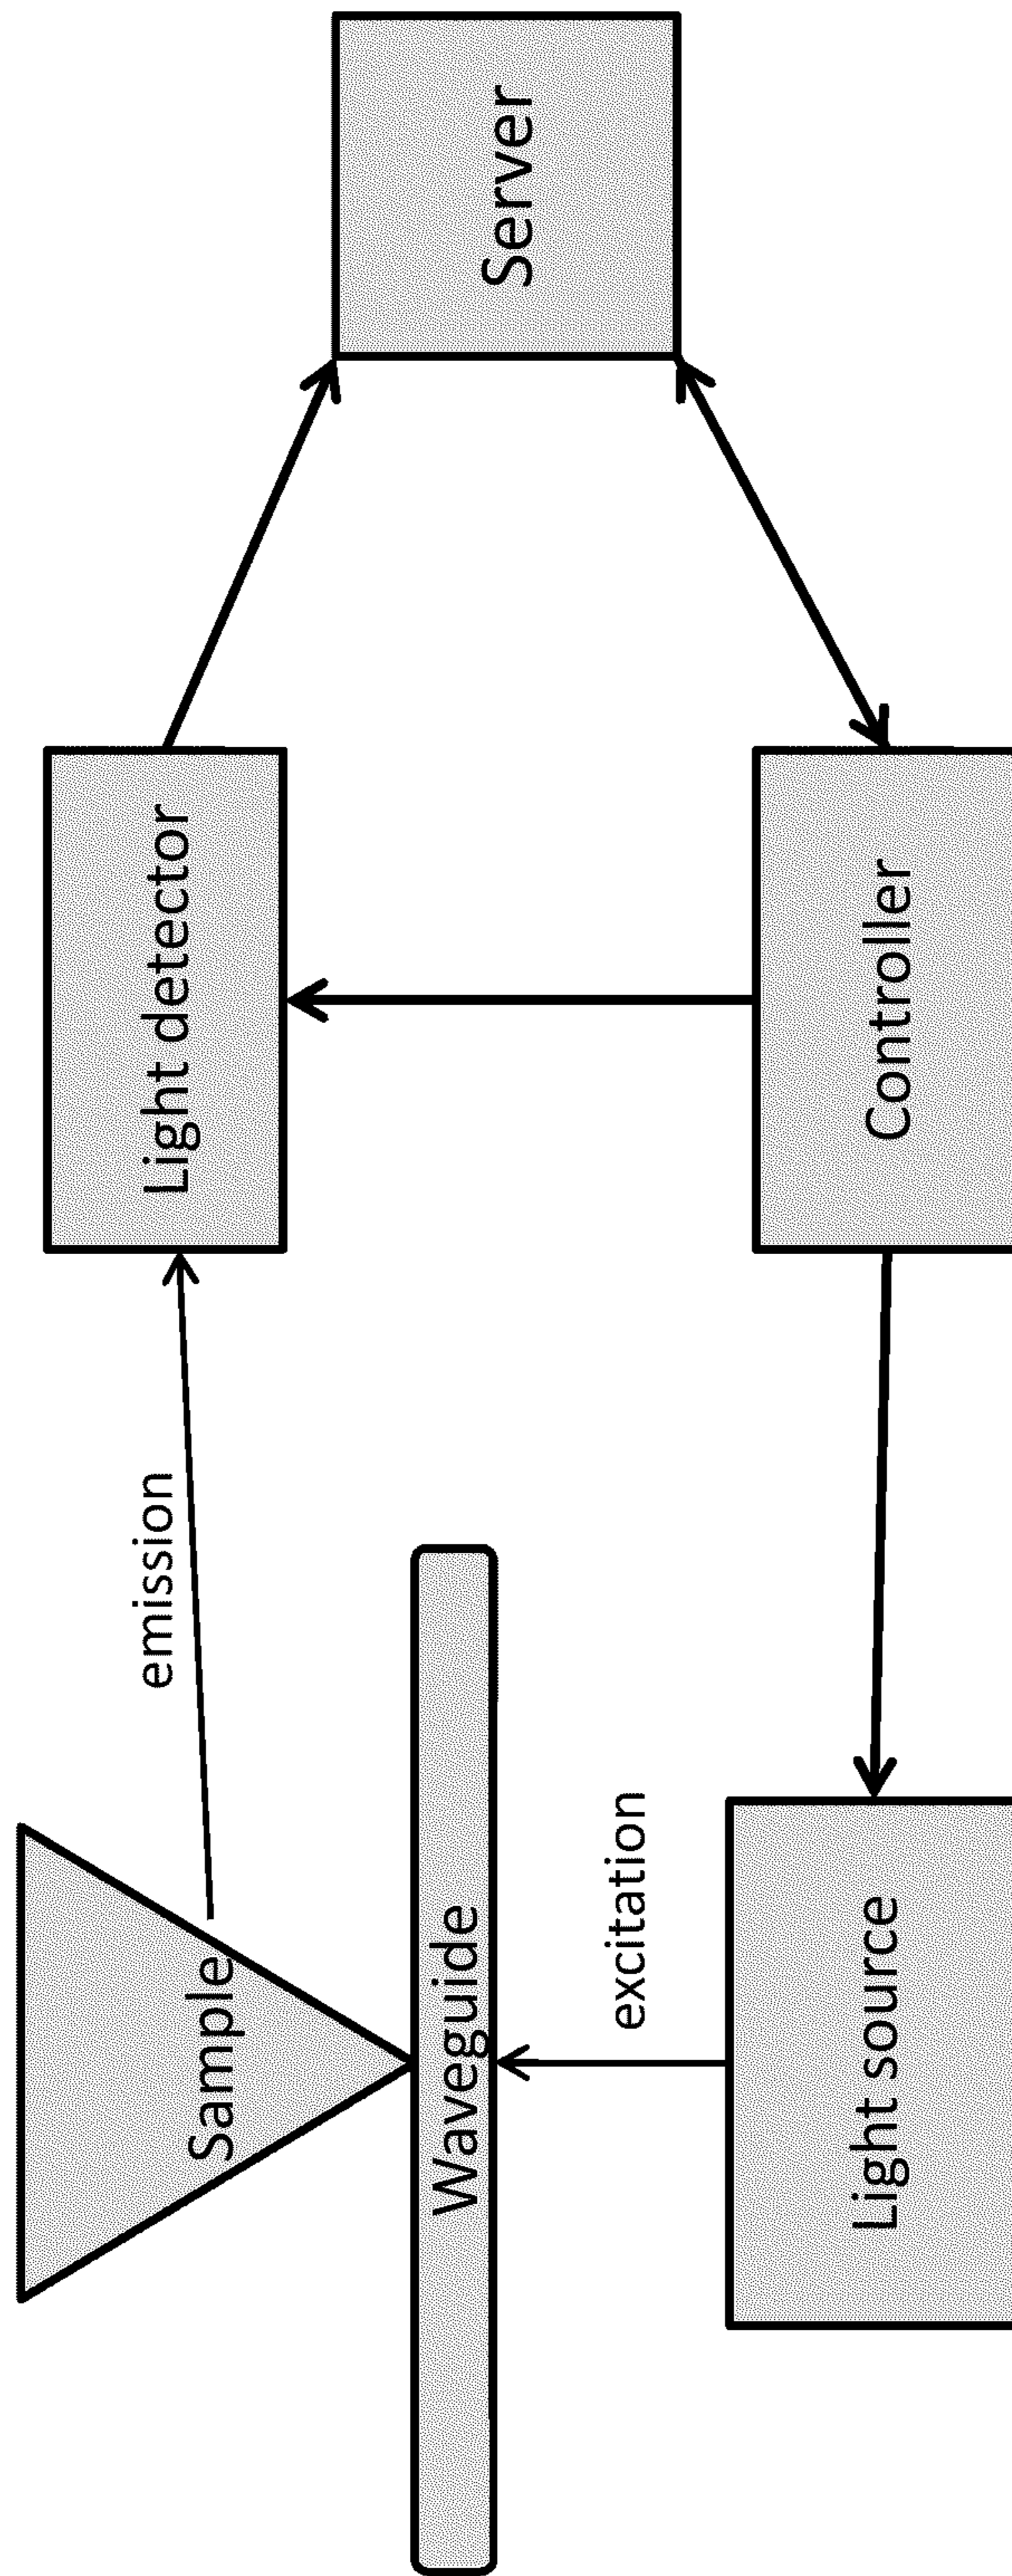 Sample
emission
Light detector
Waveguide
Server
excitation
Light source
Controller